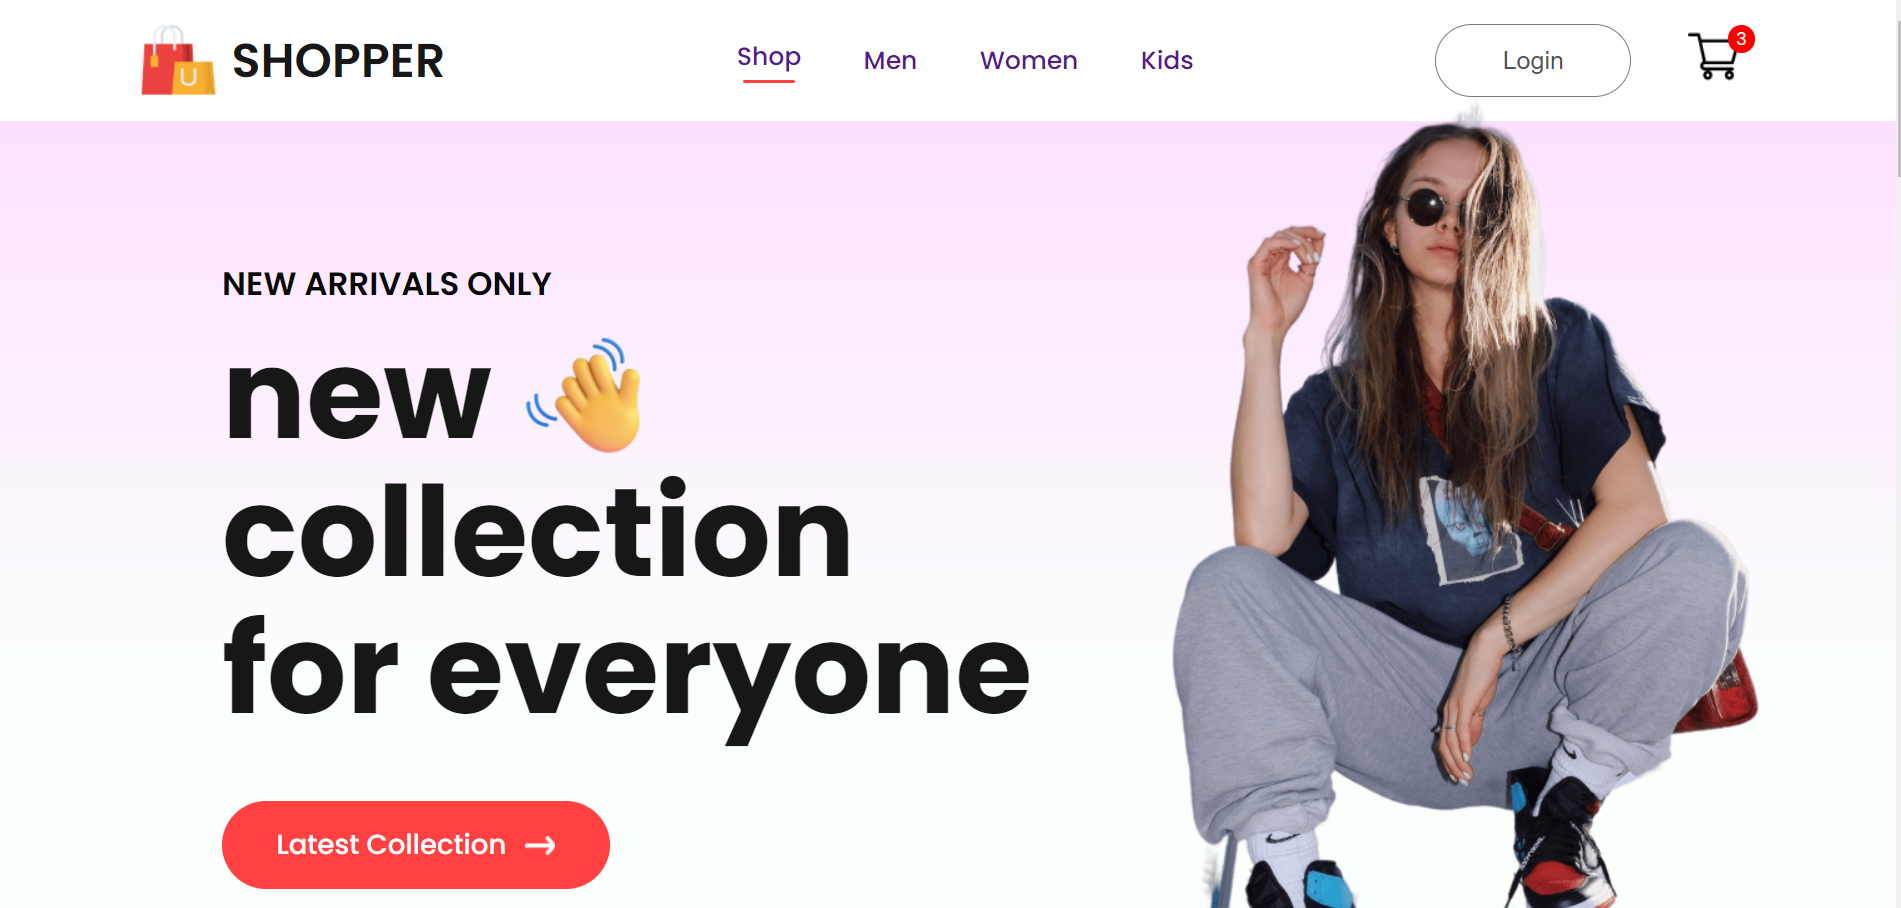 SHOPPER
Shop
Men
Women
Kids
Login
3
NEW ARRIVALS ONLY
new
collection
for everyone
Latest Collection